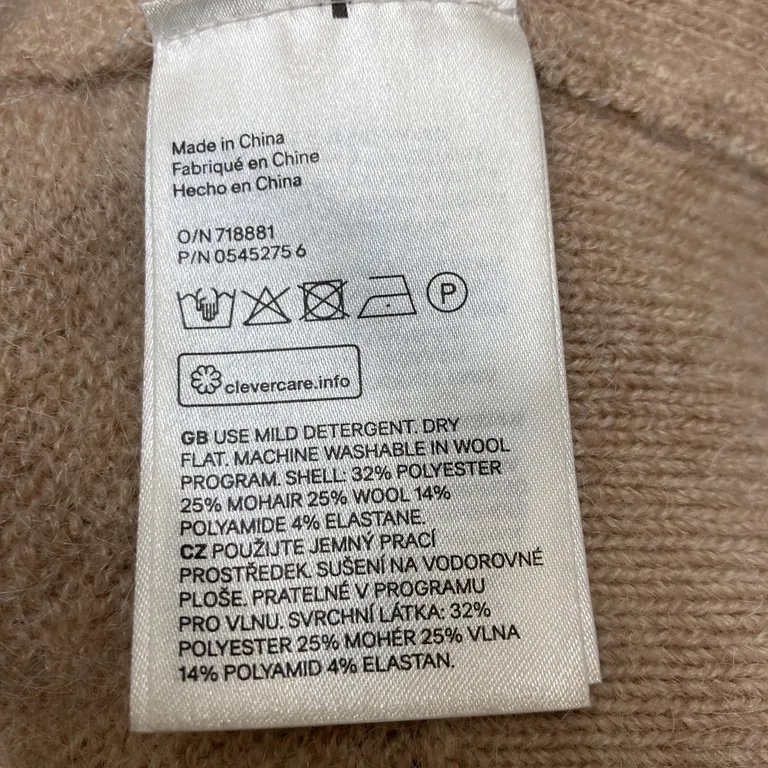 Made in China
Fabriqué en Chine
Hecho en China
O/N 718881
P/N 0545275 6
P
clevercare.info
GB USE MILD DETERGENT. DRY
FLAT. MACHINE WASHABLE IN WOOL
PROGRAM. SHELL: 32% POLYESTER
25% MOHAIR 25% WOOL 14%
POLYAMIDE 4% ELASTANE.
CZ POUŽIJTE JEMNÝ PRACÍ
PROSTŘEDEK. SUŠENÍ NA VODOROVNÉ
PLOŠE. PRATELNÉ V PROGRAMU
PRO VLNU. SVRCHNÍ LÁTKA: 32%
POLYESTER 25% MOHÉR 25% VLNA
14% POLYAMID 4% ELASTAN.